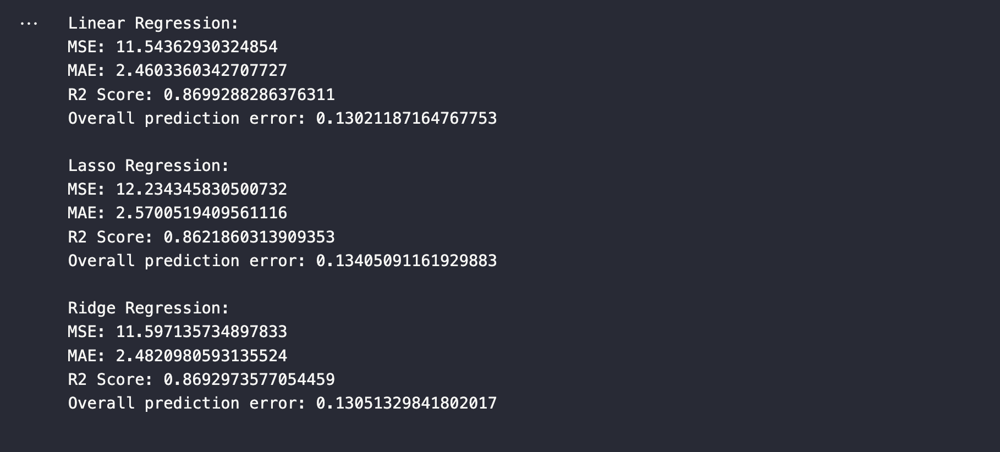 Linear Regression:
MSE: 11.54362930324854
MAE: 2.4603360342707727
R2 Score: 0.8699288286376311
Overall prediction error: 0.13021187164767753
Lasso Regression:
MSE: 12.234345830500732
MAE: 2.5700519409561116
R2 Score: 0.8621860313909353
Overall prediction error: 0.13405091161929883
Ridge Regression:
MSE: 11.597135734897833
MAE: 2.4820980593135524
R2 Score: 0.8692973577054459
Overall prediction error: 0.13051329841802017